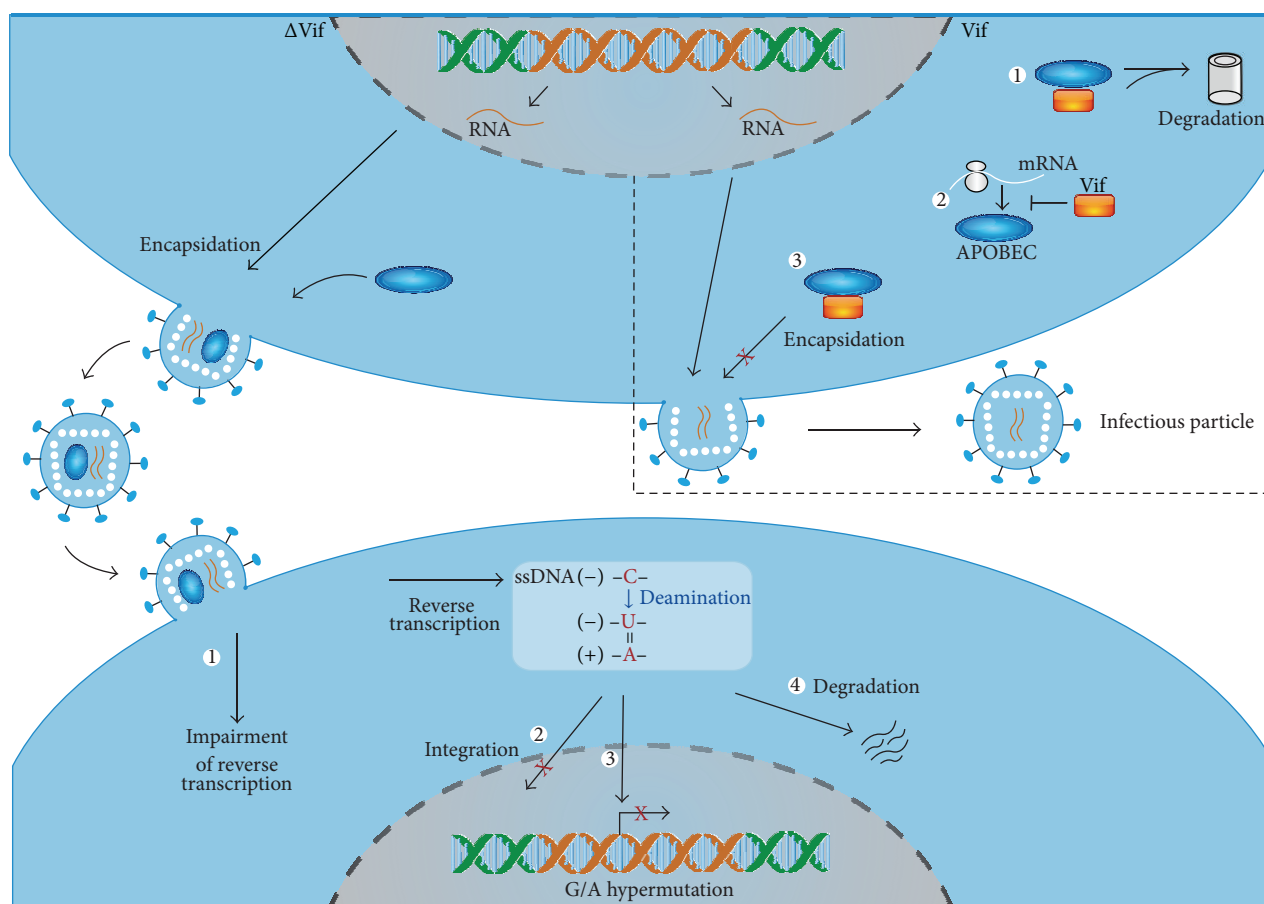 ΔVif
Vif
RNA
RNA
1
Degradation
mRNA
2
Vif
APOBEC
Encapsidation
3
Encapsidation
X
Infectious particle
ssDNA (−) –C–
↓ Deamination
(−) –U–
=
(+) –A–
Reverse
transcription
1
Impairment
of reverse
transcription
4 Degradation
2
Integration
X
3
X
G/A hypermutation